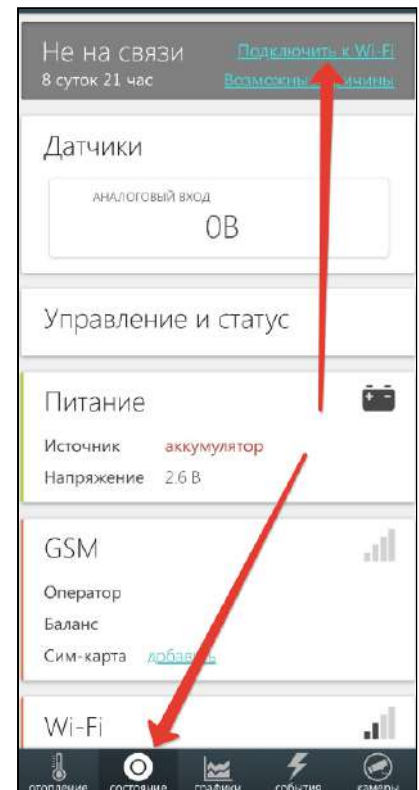 Не на связи
Подключить к Wi-Fi
8 суток 21 час
Возможные причины
Датчики
АНАЛОГОВЫЙ ВХОД
0В
Управление и статус
Питание
Источник аккумулятор
Напряжение 2.6 В
GSM
Оператор
Баланс
Сим-карта добавить
Wi-Fi
отопление состояние графики события камеры